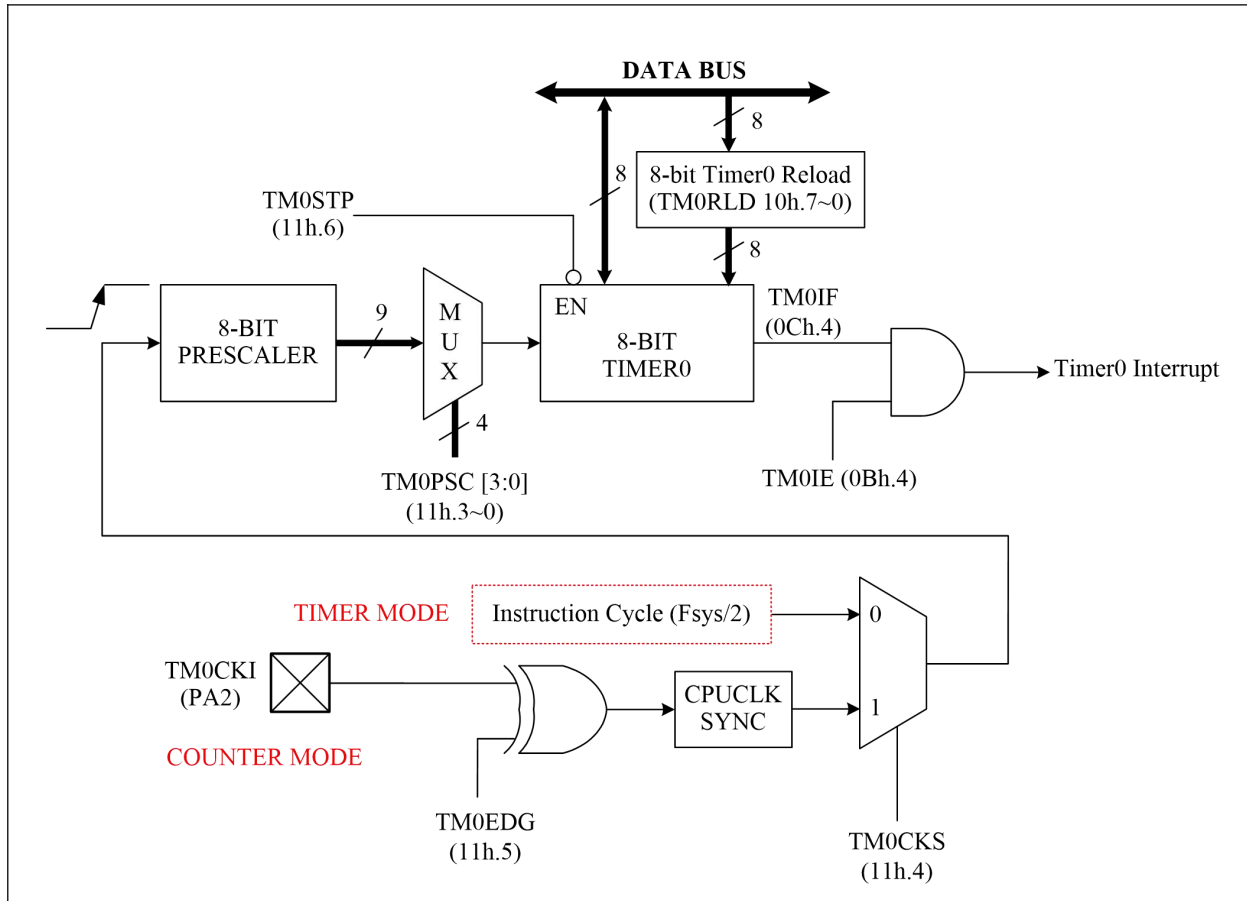 DATA BUS
8
8
8-bit Timer0 Reload
(TM0RLD 10h.7~0)
8
TM0STP
(11h.6)
8-BIT
PRESCALER
9
M
U
X
4
TM0PSC [3:0]
(11h.3~0)
EN
8-BIT
TIMER0
TM0IF
(0Ch.4)
Timer0 Interrupt
TM0IE (0Bh.4)
TIMER MODE
Instruction Cycle (Fsys/2)
0
TM0CKI
(PA2)
CPUCLK
SYNC
1
COUNTER MODE
TM0EDG
(11h.5)
TM0CKS
(11h.4)